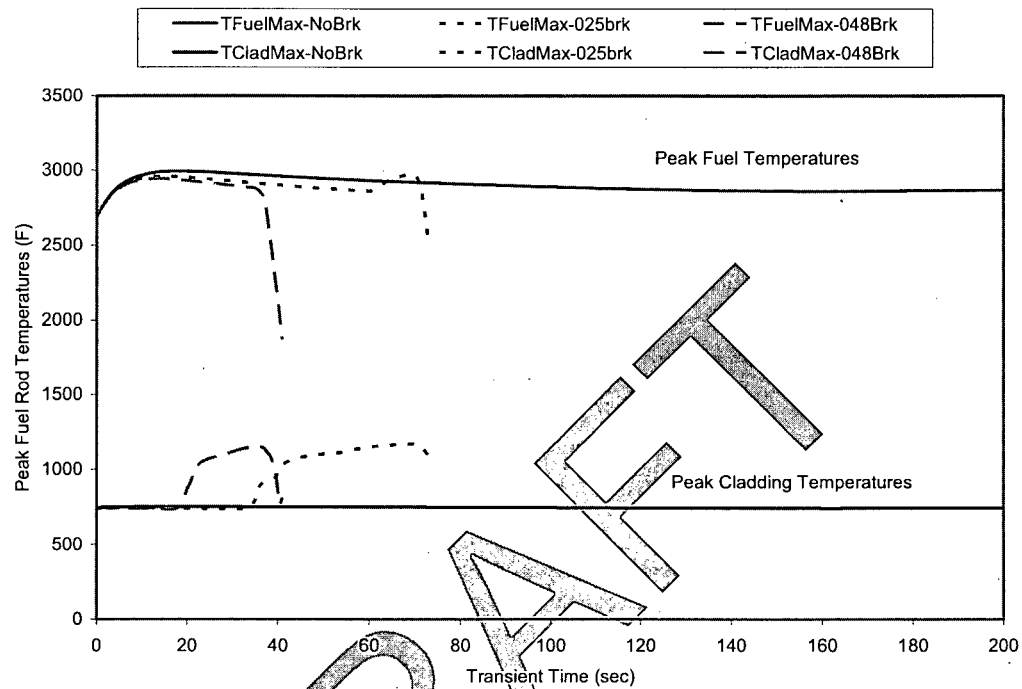 TFuelMax-NoBrk TFuelMax-025brk TFuelMax-048Brk
TCladMax-NoBrk TCladMax-025brk TCladMax-048Brk
3500
3000
2500
2000
1500
1000
500
0
Peak Fuel Rod Temperatures (F)
Peak Fuel Temperatures
Peak Cladding Temperatures
0 20 40 60 80 100 120 140 160 180 200
Transient Time (sec)
DRAFT